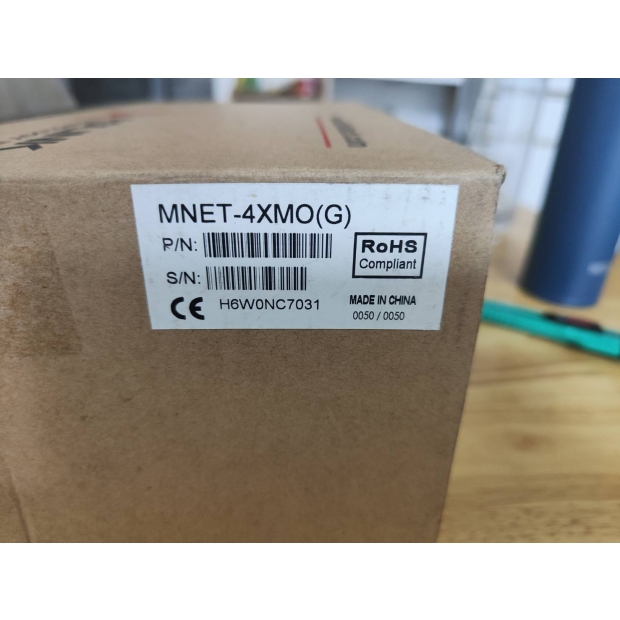 MNET-4XMO(G)
P/N:
RoHS
Compliant
S/N:
H6W0NC7031
MADE IN CHINA
0050 / 0050
CE